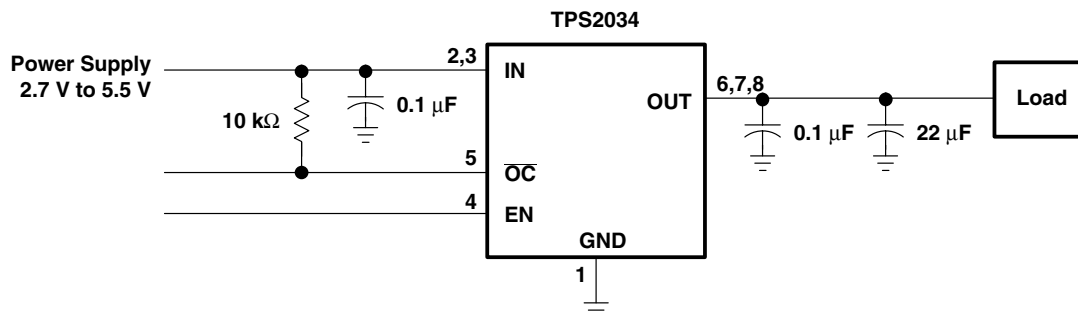 TPS2034
Power Supply
2.7 V to 5.5 V
2,3
IN
6,7,8
OUT
Load
10 kΩ
0.1 μF
0.1 μF
22 μF
5
O̅C̅
4
EN
GND
1